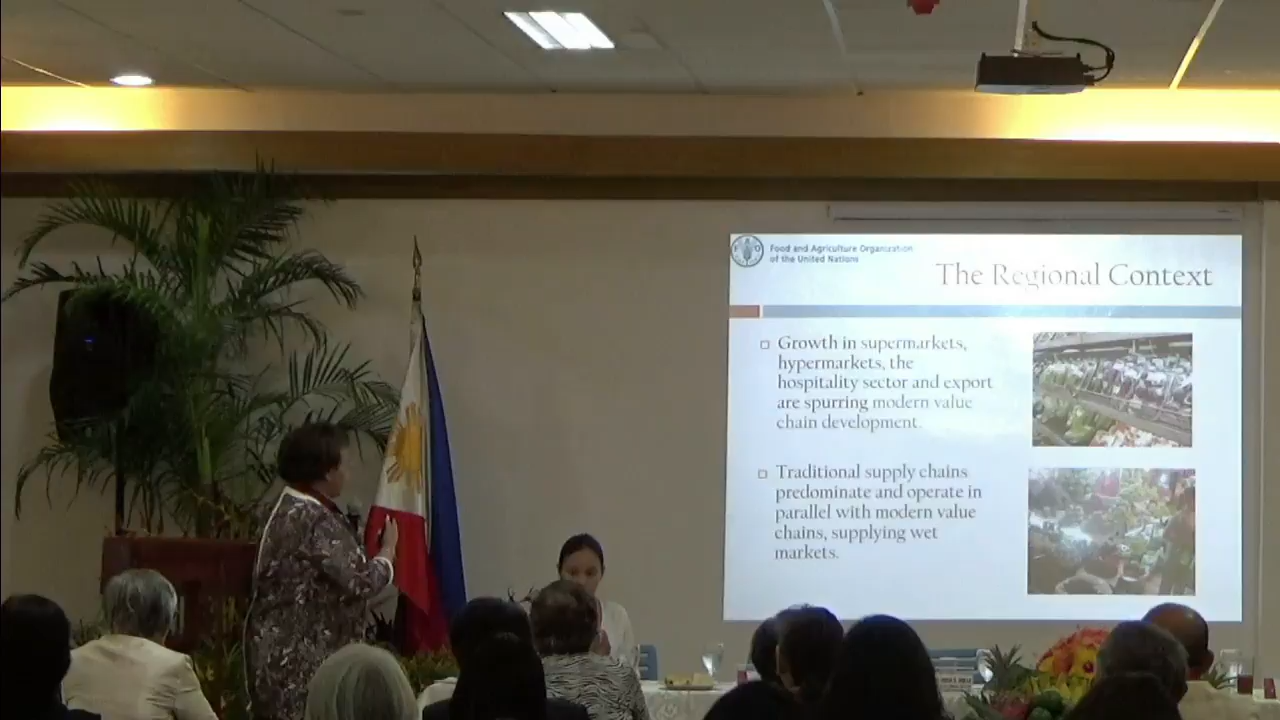 Food and Agriculture Organization
of the United Nations
The Regional Context
Growth in supermarkets,
hypermarkets, the
hospitality sector and export
are spurring modern value
chain development.
Traditional supply chains
predominate and operate in
parallel with modern value
chains, supplying wet
markets.